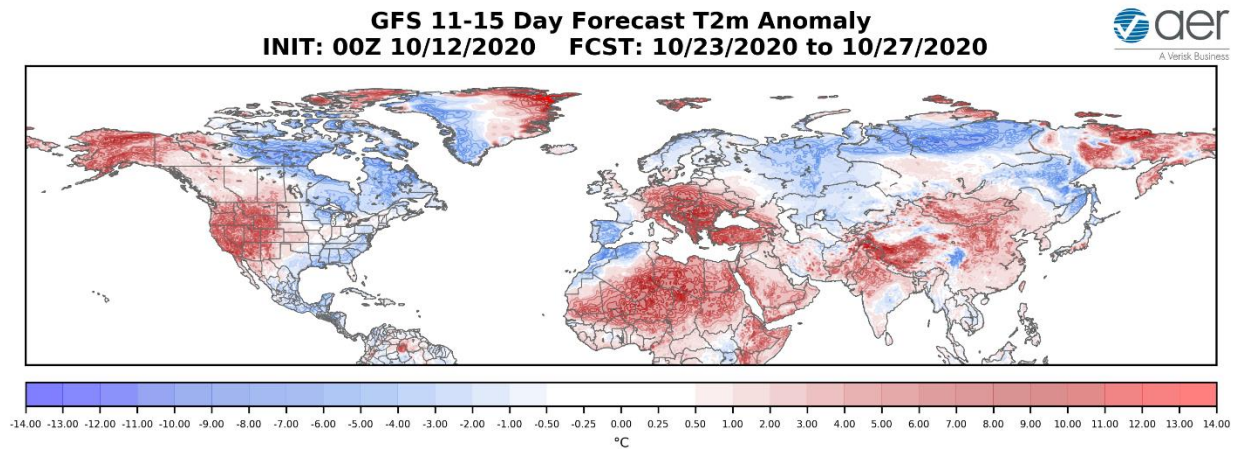 GFS 11-15 Day Forecast T2m Anomaly
INIT: 00Z 10/12/2020 FCST: 10/23/2020 to 10/27/2020
aer
A Verisk Business
-14.00 -13.00 -12.00 -11.00 -10.00 -9.00 -8.00 -7.00 -6.00 -5.00 -4.00 -3.00 -2.00 -1.00 -0.50 -0.25 0.00 0.25 0.50 1.00 2.00 3.00 4.00 5.00 6.00 7.00 8.00 9.00 10.00 11.00 12.00 13.00 14.00
°C